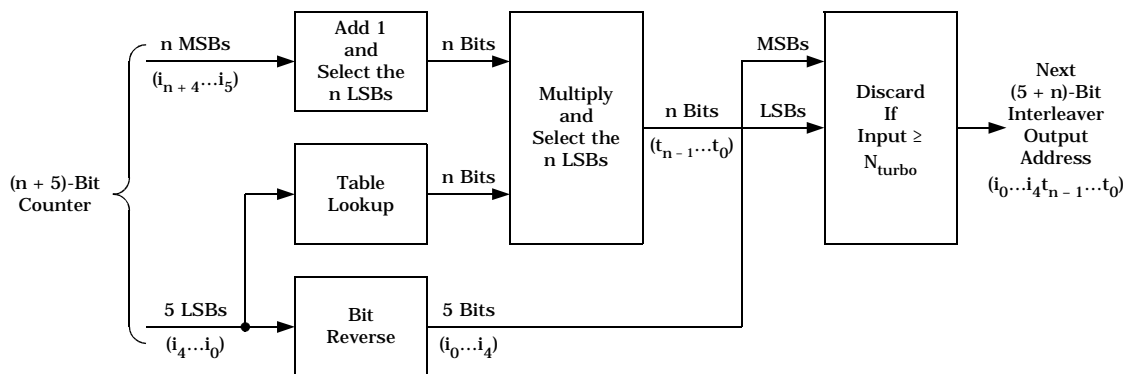 (n + 5)-Bit
Counter
n MSBs
(i_{n + 4}…i_5)
Add 1
and
Select the
n LSBs
n Bits
Table
Lookup
n Bits
5 LSBs
(i_4…i_0)
Bit
Reverse
5 Bits
(i_0…i_4)
Multiply
and
Select the
n LSBs
n Bits
(t_{n – 1}…t_0)
MSBs
LSBs
Discard
If
Input ≥
N_{turbo}
Next
(5 + n)-Bit
Interleaver
Output
Address
(i_0…i_4t_{n – 1}…t_0)